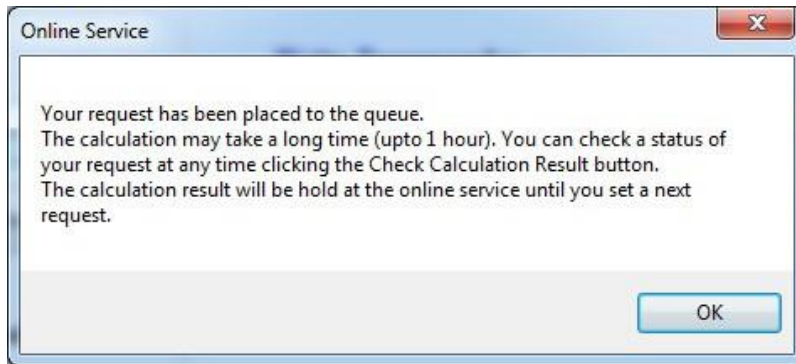 Online Service
Your request has been placed to the queue.
The calculation may take a long time (upto 1 hour). You can check a status of
your request at any time clicking the Check Calculation Result button.
The calculation result will be hold at the online service until you set a next
request.
OK